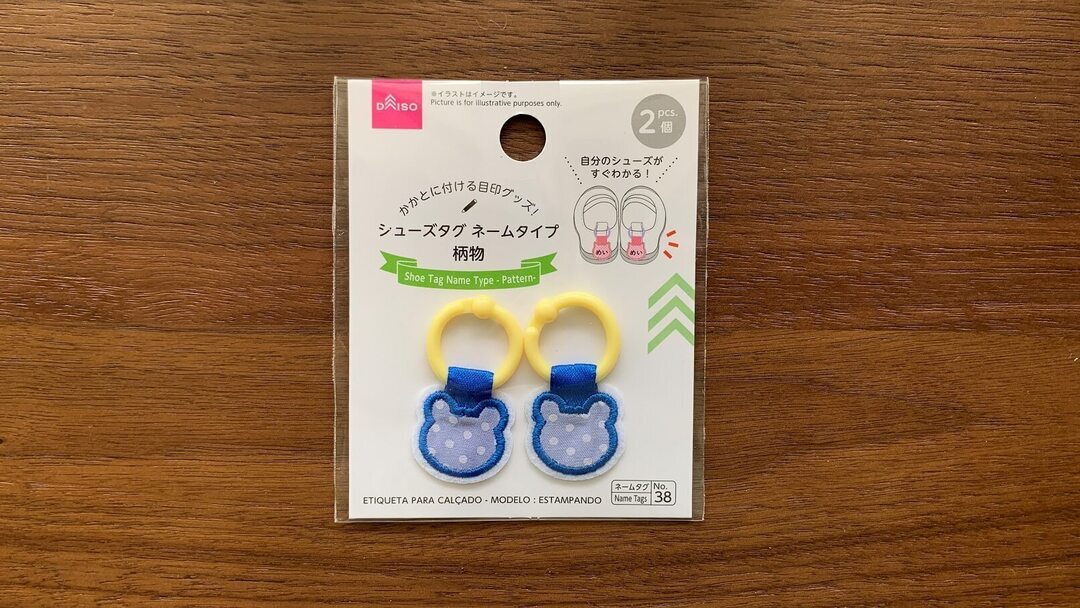 DAISO
※イラストはイメージです。
Picture is for illustrative purposes only.
2 pcs.
個
自分のシューズが
すぐわかる！
かかとに付ける目印グッズ！
シューズタグ ネームタイプ
柄物
Shoe Tag Name Type - Pattern-
めい めい
ETIQUETA PARA CALÇADO - MODELO : ESTAMPANDO
ネームタグ No.
Name Tags 38